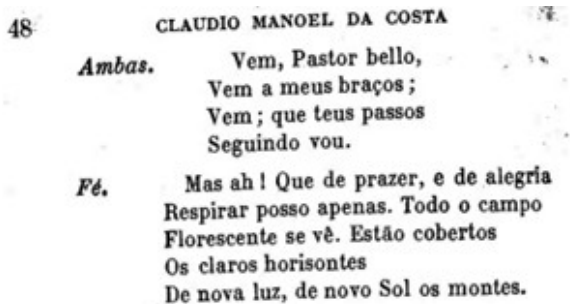 48 CLAUDIO MANOEL DA COSTA
Ambas. Vem, Pastor bello,
Vem a meus braços;
Vem; que teus passos
Seguindo vou.
Fé. Mas ah! Que de prazer, e de alegria
Respirar posso apenas. Todo o campo
Florescente se vê. Estão cobertos
Os claros horisontes
De nova luz, de novo Sol os montes.